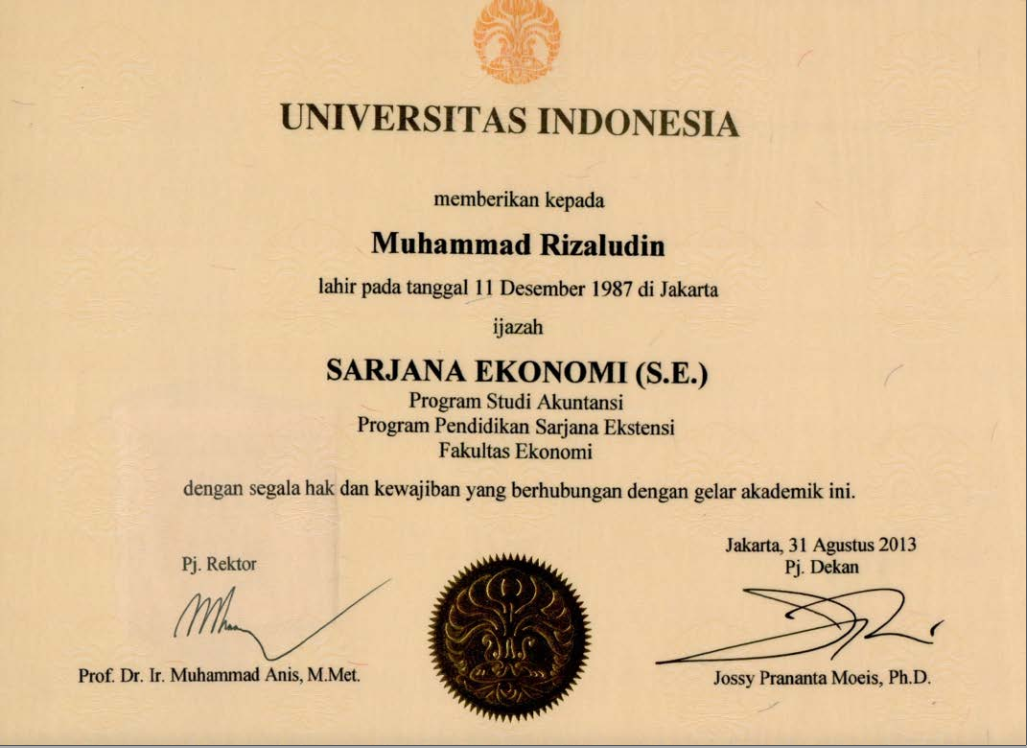 UNIVERSITAS INDONESIA
memberikan kepada
Muhammad Rizaludin
lahir pada tanggal 11 Desember 1987 di Jakarta
ijazah
SARJANA EKONOMI (S.E.)
Program Studi Akuntansi
Program Pendidikan Sarjana Ekstensi
Fakultas Ekonomi
dengan segala hak dan kewajiban yang berhubungan dengan gelar akademik ini.
Jakarta, 31 Agustus 2013
Pj. Rektor
Pj. Dekan
Prof. Dr. Ir. Muhammad Anis, M.Met.
Jossy Prananta Moeis, Ph.D.